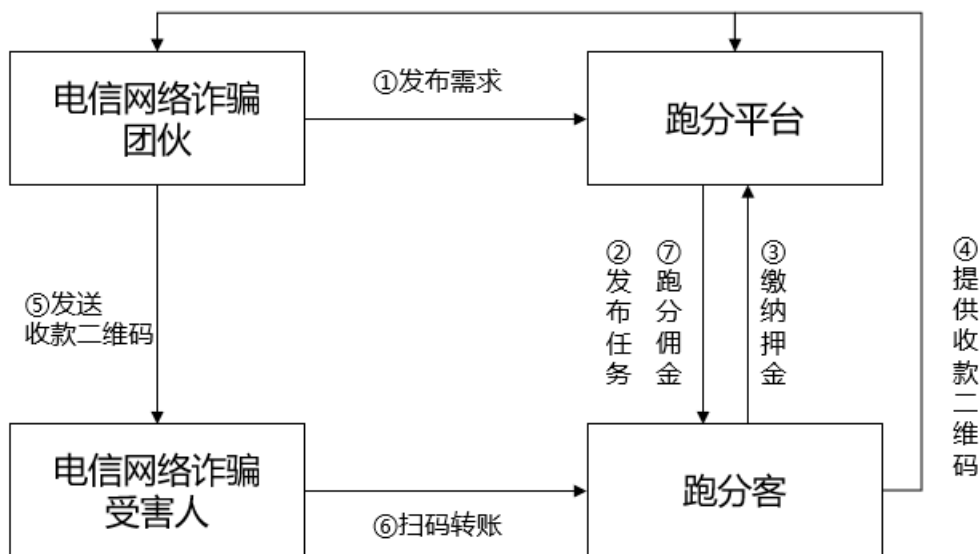 电信网络诈骗
团伙
①发布需求
跑分平台
⑤发送
收款二维码
②发布任务
⑦跑分佣金
③缴纳押金
④提供收款二维码
电信网络诈骗
受害人
⑥扫码转账
跑分客